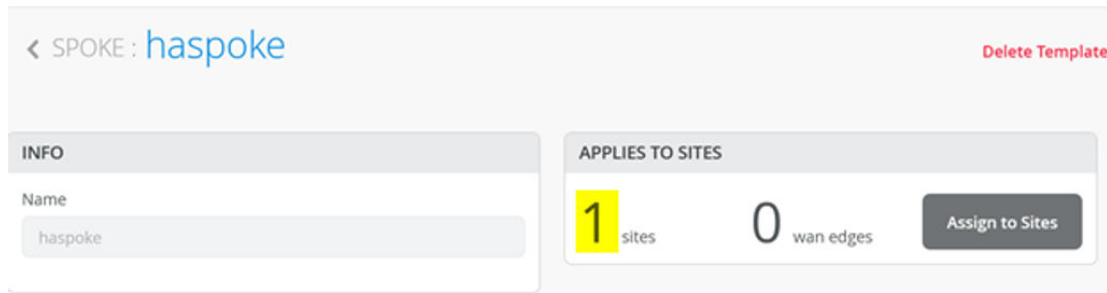 SPOKE : haspoke
Delete Template
INFO
Name
haspoke
APPLIES TO SITES
1 sites 0 wan edges Assign to Sites